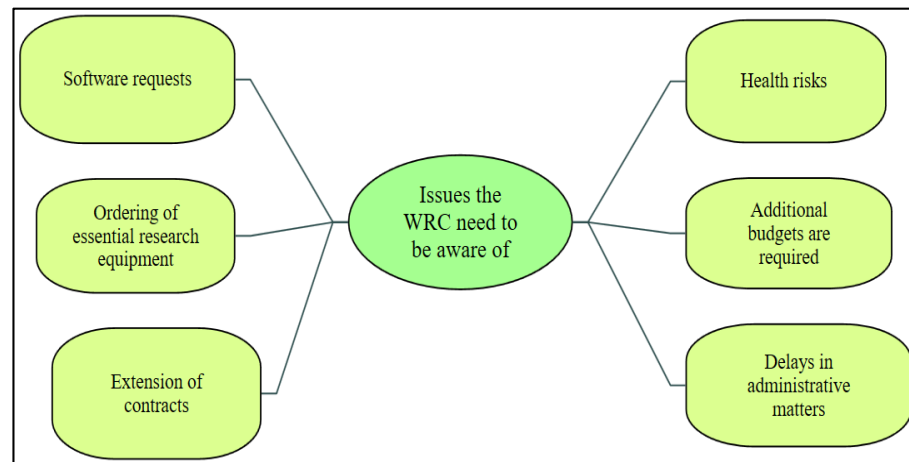 Software requests
Ordering of
essential research
equipment
Extension of
contracts
Issues the
WRC need to
be aware of
Health risks
Additional
budgets are
required
Delays in
administrative
matters